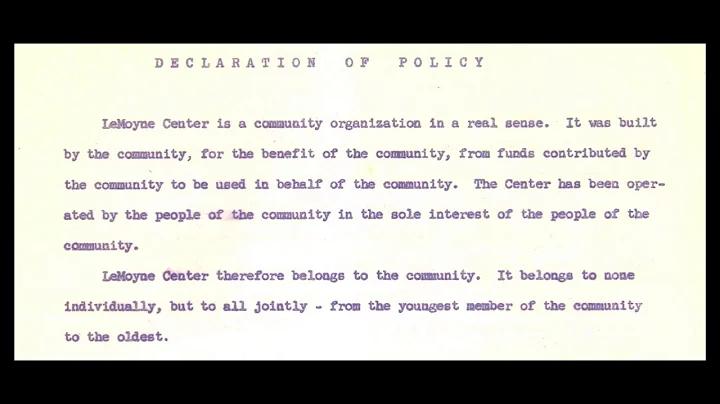 DECLARATION OF POLICY
LeMoyne Center is a community organization in a real sense. It was built
by the community, for the benefit of the community, from funds contributed by
the community to be used in behalf of the community. The Center has been oper-
ated by the people of the community in the sole interest of the people of the
community.
LeMoyne Center therefore belongs to the community. It belongs to none
individually, but to all jointly - from the youngest member of the community
to the oldest.